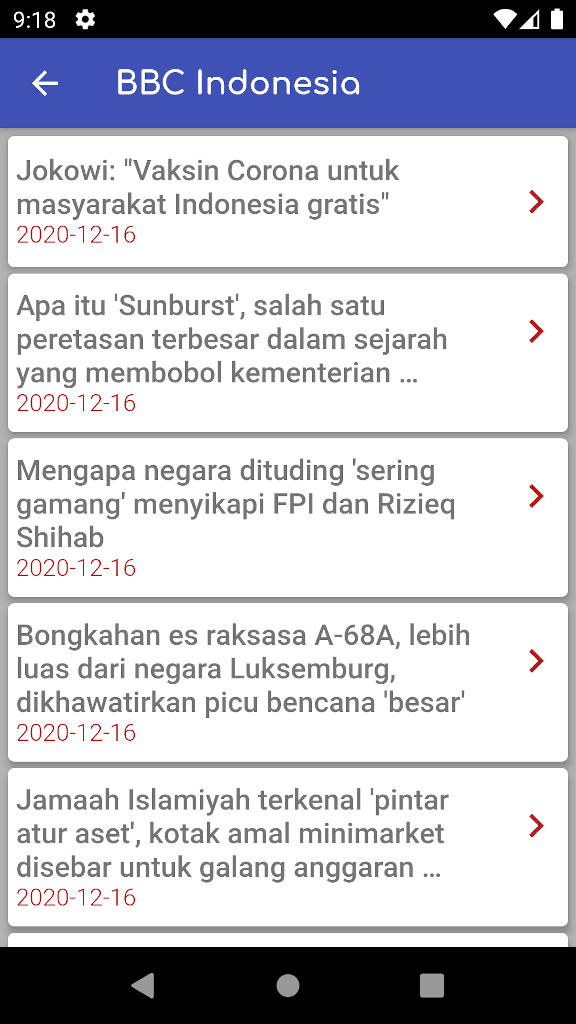 9:18
BBC Indonesia
Jokowi: "Vaksin Corona untuk
masyarakat Indonesia gratis"
2020-12-16
Apa itu 'Sunburst', salah satu
peretasan terbesar dalam sejarah
yang membobol kementerian ...
2020-12-16
Mengapa negara dituding 'sering
gamang' menyikapi FPI dan Rizieq
Shihab
2020-12-16
Bongkahan es raksasa A-68A, lebih
luas dari negara Luksemburg,
dikhawatirkan picu bencana 'besar'
2020-12-16
Jamaah Islamiyah terkenal 'pintar
atur aset', kotak amal minimarket
disebar untuk galang anggaran ...
2020-12-16